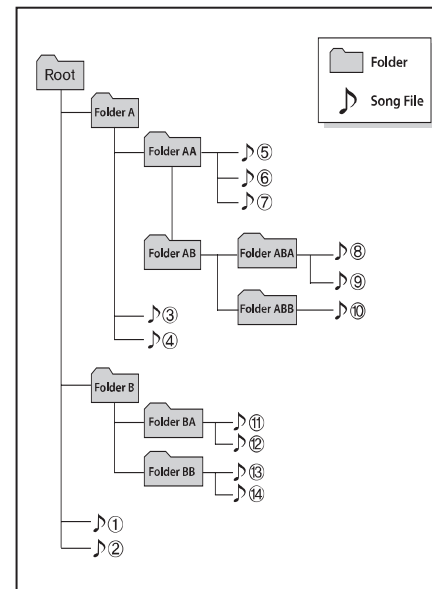 Root
Folder
Song File
Folder A
Folder AA
⑤
⑥
⑦
Folder AB
Folder ABA
⑧
⑨
Folder ABB
⑩
③
④
Folder B
Folder BA
⑪
⑫
Folder BB
⑬
⑭
①
②